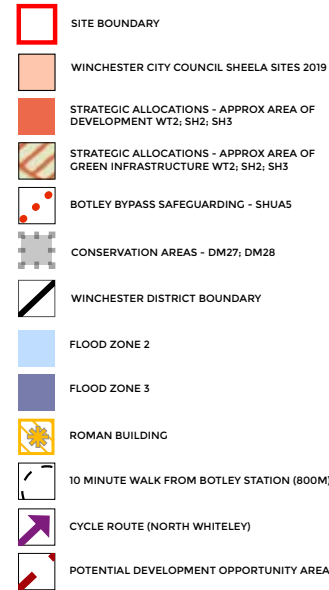 SITE BOUNDARY
WINCHESTER CITY COUNCIL SHEELA SITES 2019
STRATEGIC ALLOCATIONS - APPROX AREA OF
DEVELOPMENT WT2; SH2; SH3
STRATEGIC ALLOCATIONS - APPROX AREA OF
GREEN INFRASTRUCTURE WT2; SH2; SH3
BOTLEY BYPASS SAFEGUARDING - SHUA5
CONSERVATION AREAS - DM27; DM28
WINCHESTER DISTRICT BOUNDARY
FLOOD ZONE 2
FLOOD ZONE 3
ROMAN BUILDING
10 MINUTE WALK FROM BOTLEY STATION (800M)
CYCLE ROUTE (NORTH WHITELEY)
POTENTIAL DEVELOPMENT OPPORTUNITY AREA